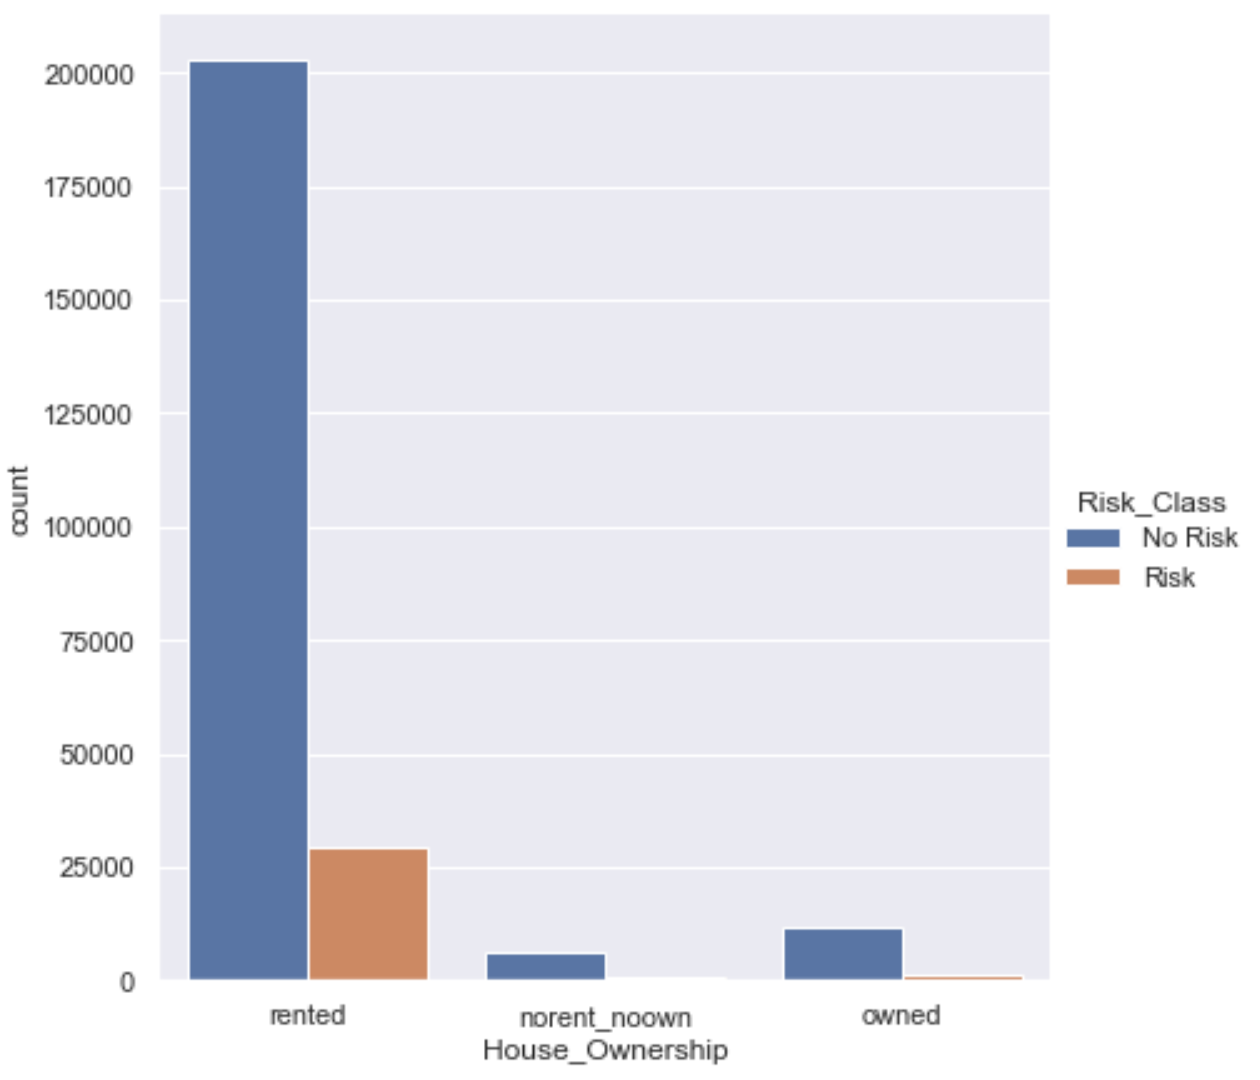 200000
175000
150000
125000
100000
75000
50000
25000
0
count
rented
norent_noown
owned
House_Ownership
Risk_Class
No Risk
Risk